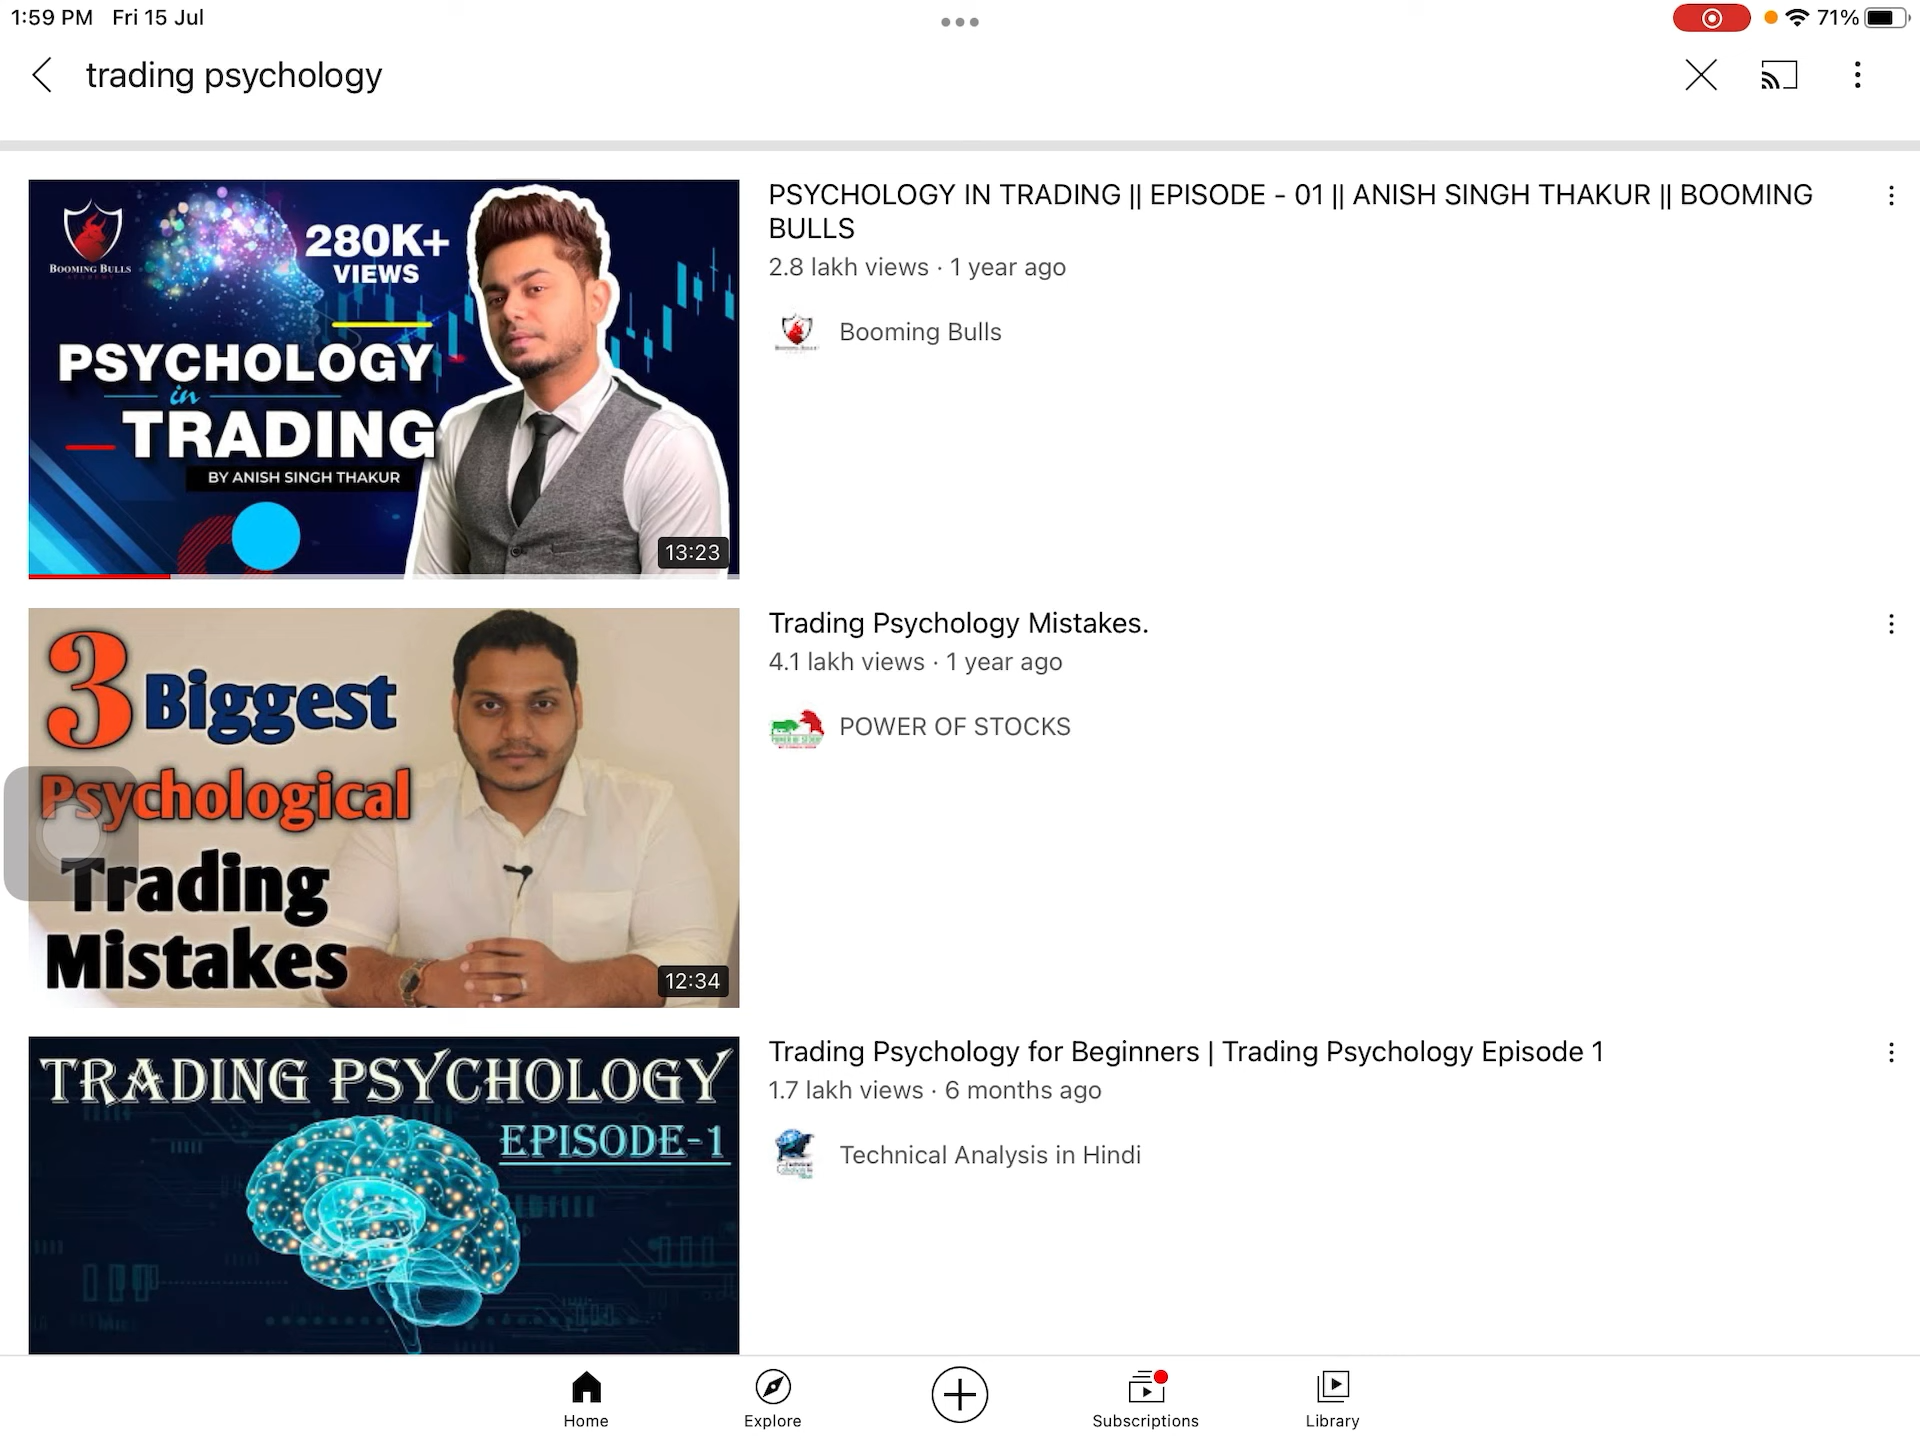 1:59 PM Fri 15 Jul
71%
trading psychology
BOOMING BULLS
280K+
VIEWS
PSYCHOLOGY
in
TRADING
BY ANISH SINGH THAKUR
13:23
PSYCHOLOGY IN TRADING || EPISODE - 01 || ANISH SINGH THAKUR || BOOMING
BULLS
2.8 lakh views · 1 year ago
Booming Bulls
3 Biggest
Psychological
Trading
Mistakes
12:34
Trading Psychology Mistakes.
4.1 lakh views · 1 year ago
POWER OF STOCKS
TRADING PSYCHOLOGY
EPISODE-1
Trading Psychology for Beginners | Trading Psychology Episode 1
1.7 lakh views · 6 months ago
Technical Analysis in Hindi
Home
Explore
Subscriptions
Library